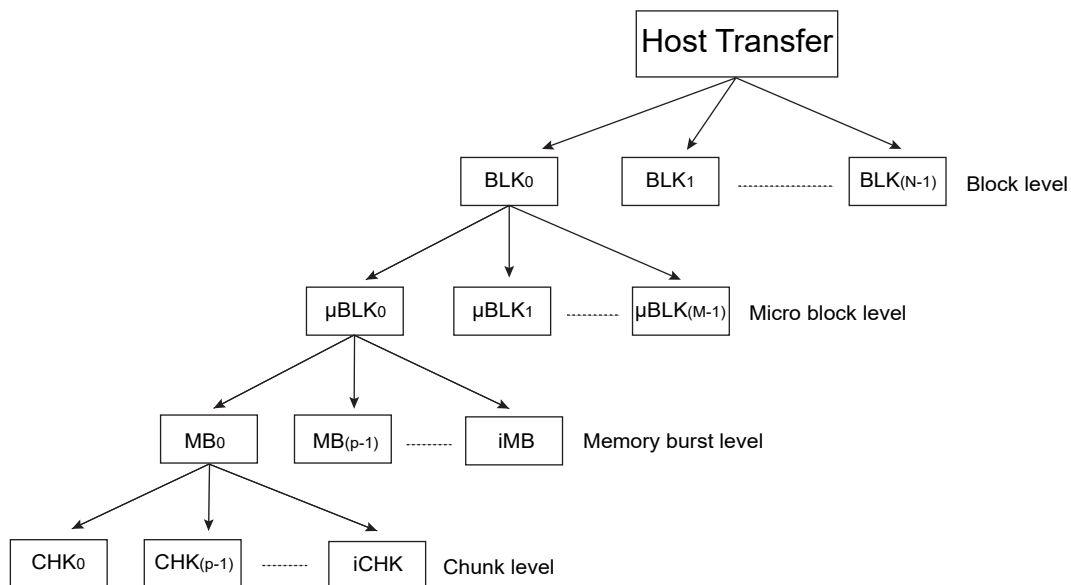 Host Transfer
BLK0 BLK1 BLK(N-1) Block level
µBLK0 µBLK1 µBLK(M-1) Micro block level
MB0 MB(p-1) iMB Memory burst level
CHK0 CHK(p-1) iCHK Chunk level